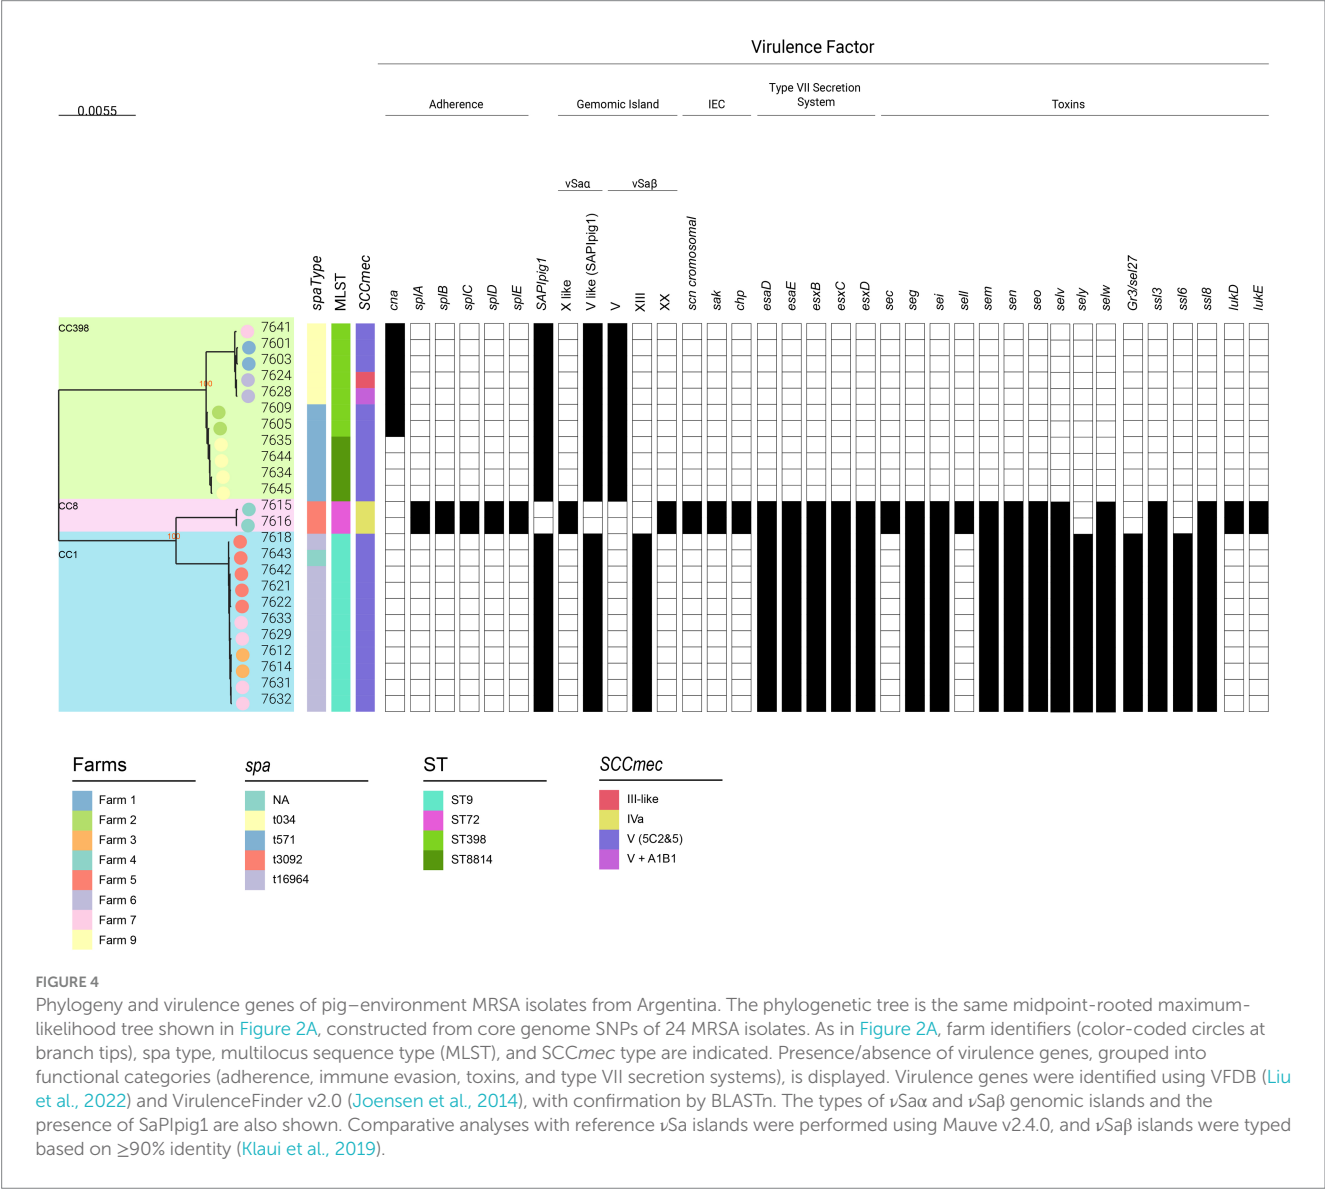 Virulence Factor
0.0055
Adherence
Gemomic Island
IEC
Type VII Secretion
System
Toxins
vSaα
vSaβ
spaType
MLST
SCCmec
cna
splA
splB
splC
splD
splE
SAPIpig1
X like
V like (SAPIpig1)
V
XIII
XX
scn cromosomal
sak
chp
esaD
esaE
esxB
esxC
esxD
sec
seg
sei
sell
sem
sen
seo
selv
sely
selw
Gr3/sel27
ssl3
ssl6
ssl8
lukD
lukE
CC398
7641
7601
7603
7624
100
7628
7609
7605
7635
7644
7634
7645
CC8
7615
7616
100
7618
CC1
7643
7642
7621
7622
7633
7629
7612
7614
7631
7632
Farms
Farm 1
Farm 2
Farm 3
Farm 4
Farm 5
Farm 6
Farm 7
Farm 9
spa
NA
t034
t571
t3092
t16964
ST
ST9
ST72
ST398
ST8814
SCCmec
III-like
IVa
V (5C2&5)
V + A1B1
FIGURE 4
Phylogeny and virulence genes of pig–environment MRSA isolates from Argentina. The phylogenetic tree is the same midpoint-rooted maximum-
likelihood tree shown in Figure 2A, constructed from core genome SNPs of 24 MRSA isolates. As in Figure 2A, farm identifiers (color-coded circles at
branch tips), spa type, multilocus sequence type (MLST), and SCCmec type are indicated. Presence/absence of virulence genes, grouped into
functional categories (adherence, immune evasion, toxins, and type VII secretion systems), is displayed. Virulence genes were identified using VFDB (Liu
et al., 2022) and VirulenceFinder v2.0 (Joensen et al., 2014), with confirmation by BLASTn. The types of νSaα and νSaβ genomic islands and the
presence of SaPIpig1 are also shown. Comparative analyses with reference νSa islands were performed using Mauve v2.4.0, and νSaβ islands were typed
based on ≥90% identity (Klaui et al., 2019).